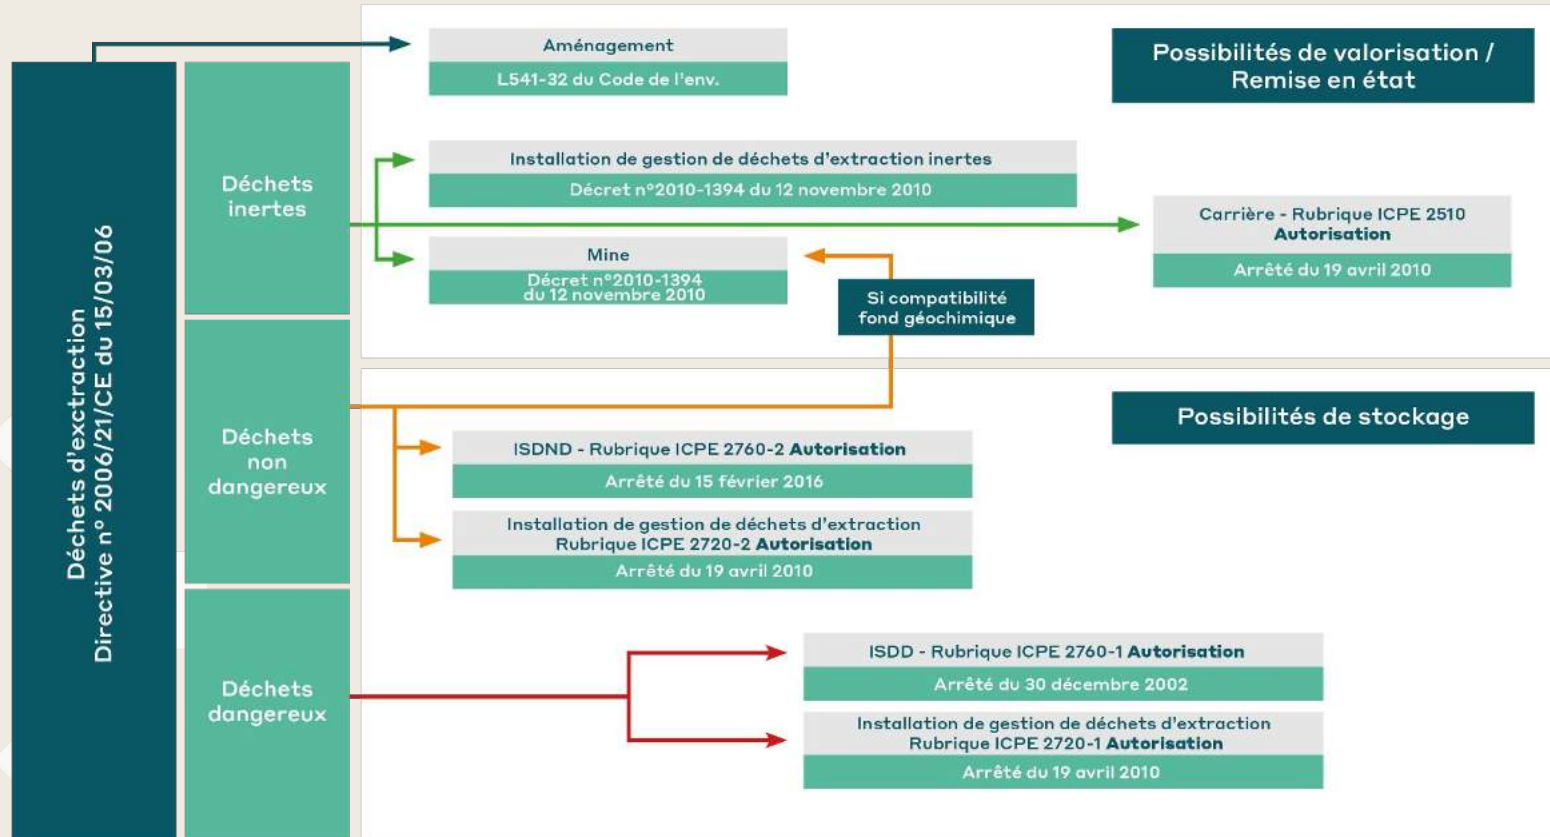 Déchets d'exctraction
Directive n° 2006/21/CE du 15/03/06
Déchets
inertes
Déchets
non
dangereux
Déchets
dangereux
Aménagement
L541-32 du Code de l'env.
Possibilités de valorisation /
Remise en état
Installation de gestion de déchets d'extraction inertes
Décret n°2010-1394 du 12 novembre 2010
Carrière - Rubrique ICPE 2510
Autorisation
Arrêté du 19 avril 2010
Mine
Décret n°2010-1394
du 12 novembre 2010
Si compatibilité
fond géochimique
Possibilités de stockage
ISDND - Rubrique ICPE 2760-2 Autorisation
Arrêté du 15 février 2016
Installation de gestion de déchets d'extraction
Rubrique ICPE 2720-2 Autorisation
Arrêté du 19 avril 2010
ISDD - Rubrique ICPE 2760-1 Autorisation
Arrêté du 30 décembre 2002
Installation de gestion de déchets d'extraction
Rubrique ICPE 2720-1 Autorisation
Arrêté du 19 avril 2010